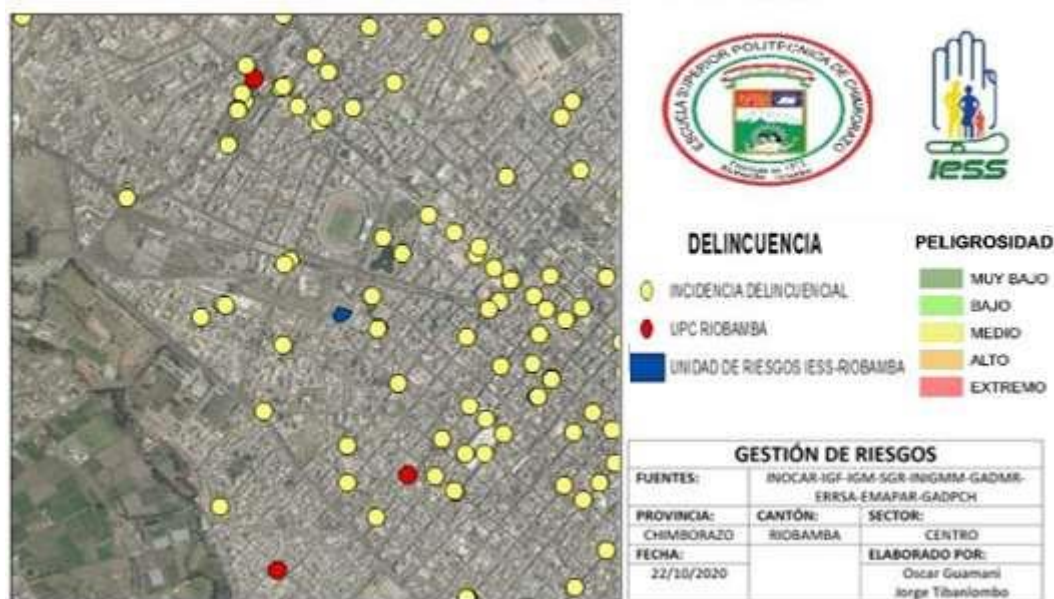 ESCUELA SUPERIOR POLITECNICA DE CHIMBORAZO
IESS
DELINCUENCIA
INCIDENCIA DELINCUENCIAL
UPC RIOBAMBA
UNIDAD DE RIESGOS IESS-RIOBAMBA
PELIGROSIDAD
MUY BAJO
BAJO
MEDIO
ALTO
EXTREMO
GESTIÓN DE RIESGOS
FUENTES: INOCAR-IGF-IGM-SGR-INIGMM-GADMR-
ERRSA-EMAPAR-GADPCH
PROVINCIA: CANTÓN: SECTOR:
CHIMBORAZO RIOBAMBA CENTRO
FECHA: ELABORADO POR:
22/10/2020 Oscar Guamani
Jorge Tibanlombo